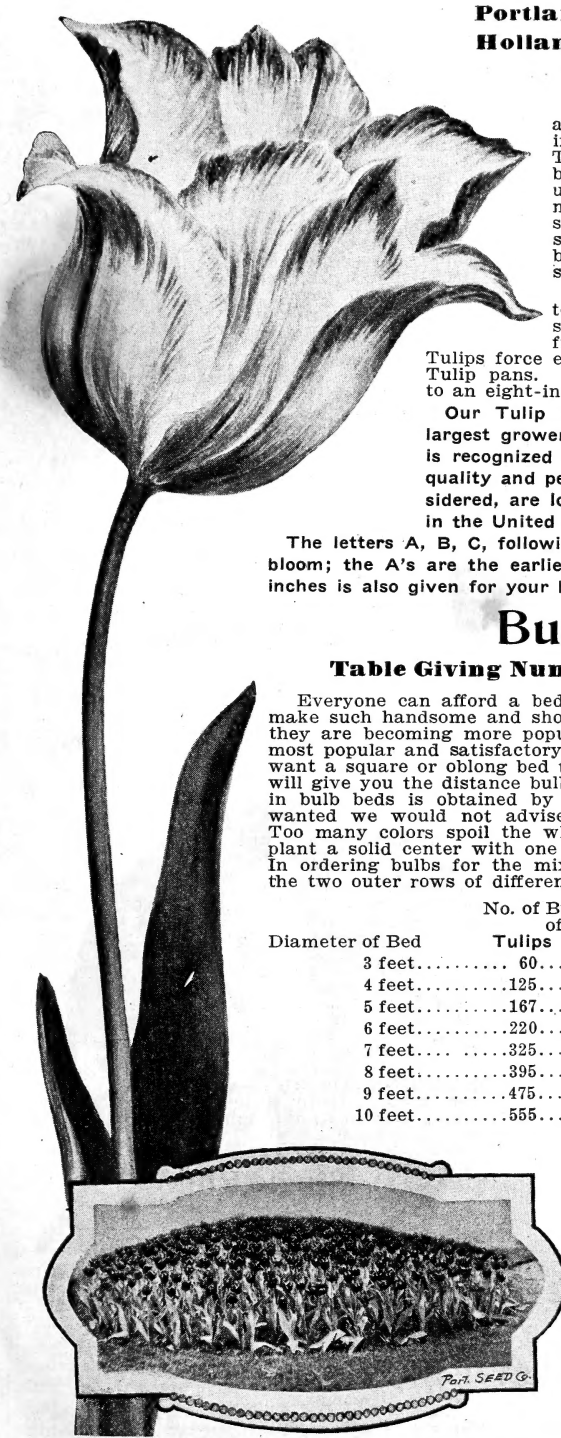 Portla
Hollan
a
i
T
b
u
n
s
s
b
s
t
s
f
Tulips force e
Tulip pans.
to an eight-in
Our Tulip
largest grower
is recognized
quality and pe
sidered, are lo
in the United
The letters A, B, C, followi
bloom; the A's are the earlie
inches is also given for your
Bu
Table Giving Num
Everyone can afford a bed
make such handsome and sho
they are becoming more popu
most popular and satisfactory
want a square or oblong bed
will give you the distance bul
in bulb beds is obtained by
wanted we would not advise
Too many colors spoil the w
plant a solid center with one
In ordering bulbs for the mix
the two outer rows of differen
No. of B
of
Diameter of Bed Tulips
3 feet.......... 60...
4 feet..........125...
5 feet..........167...
6 feet..........220...
7 feet.... .....325...
8 feet..........395...
9 feet..........475...
10 feet..........555...
Port. SEED Co.